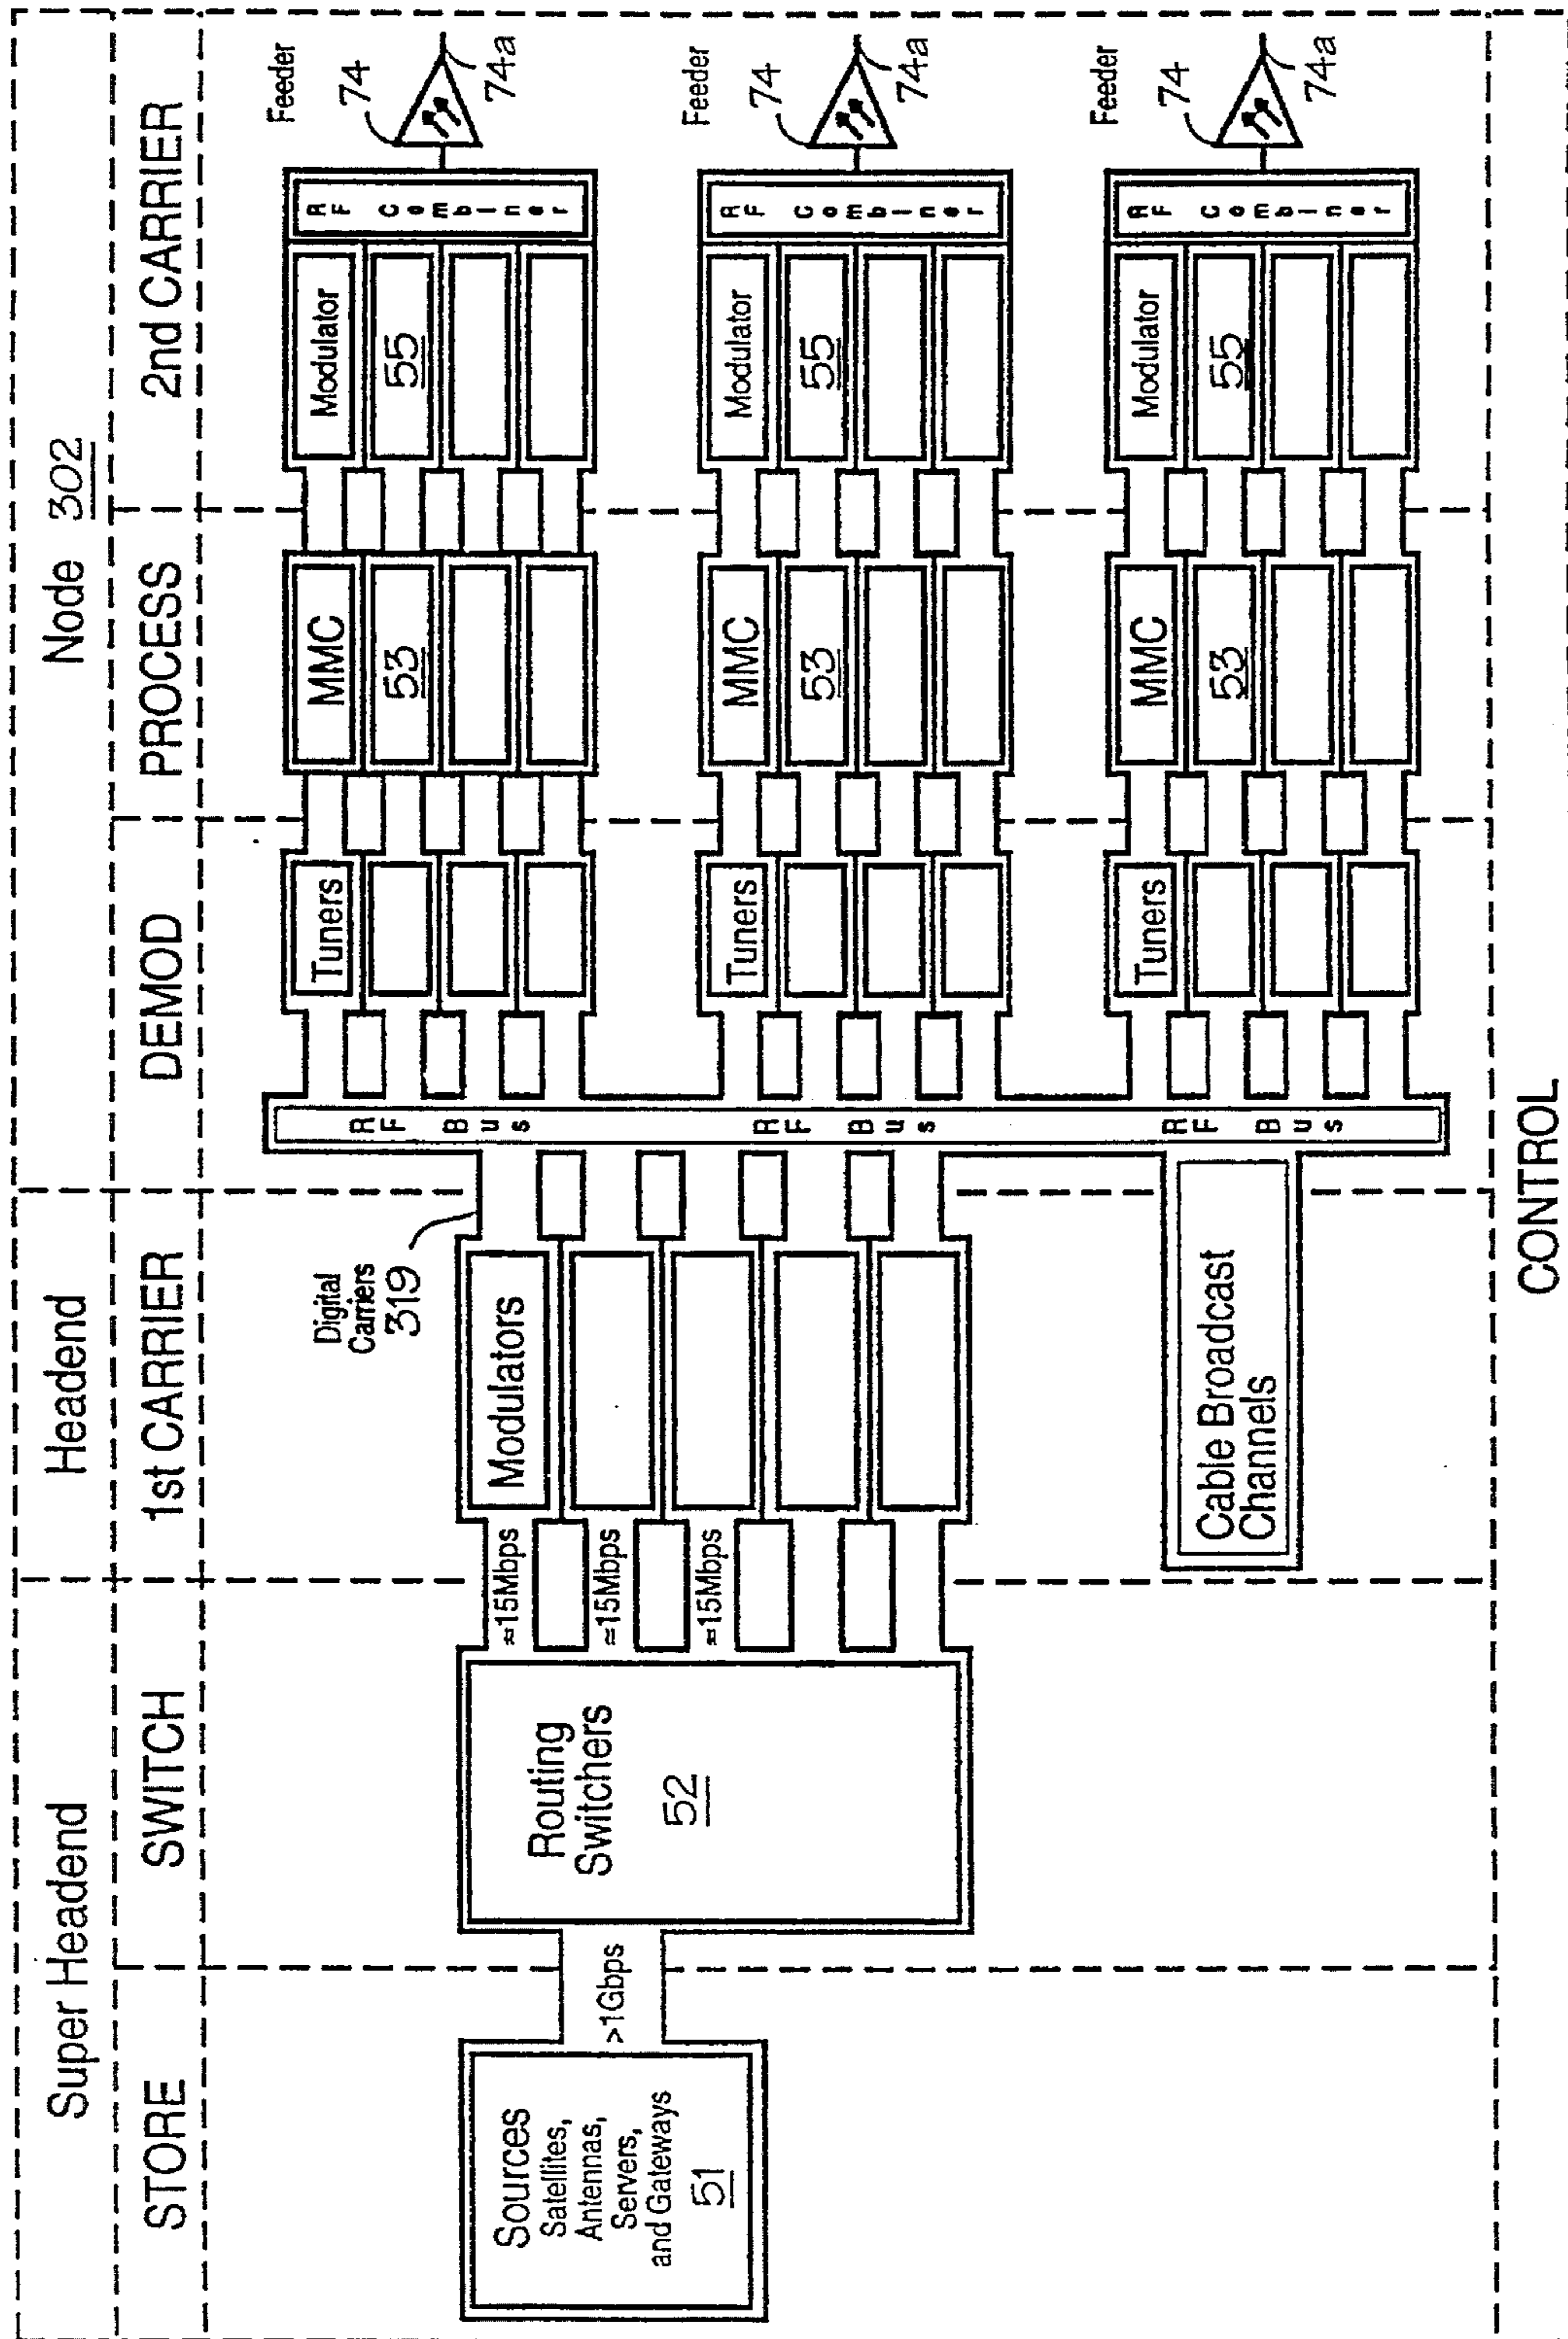 Super Headend
Headend
Node 302
STORE
SWITCH
1st CARRIER
DEMOD
PROCESS
2nd CARRIER
Sources
Satellites,
Antennas,
Servers,
and Gateways
51
>1Gbps
Routing
Switchers
52
≈15Mbps
≈15Mbps
≈15Mbps
Digital
Carriers
319
Modulators
Cable Broadcast
Channels
RF Bus
RF Bus
RF Bus
Tuners
MMC
53
Modulator
55
RF Combiner
Feeder
74
74a
Tuners
MMC
53
Modulator
55
RF Combiner
Feeder
74
74a
Tuners
MMC
53
Modulator
55
RF Combiner
Feeder
74
74a
CONTROL